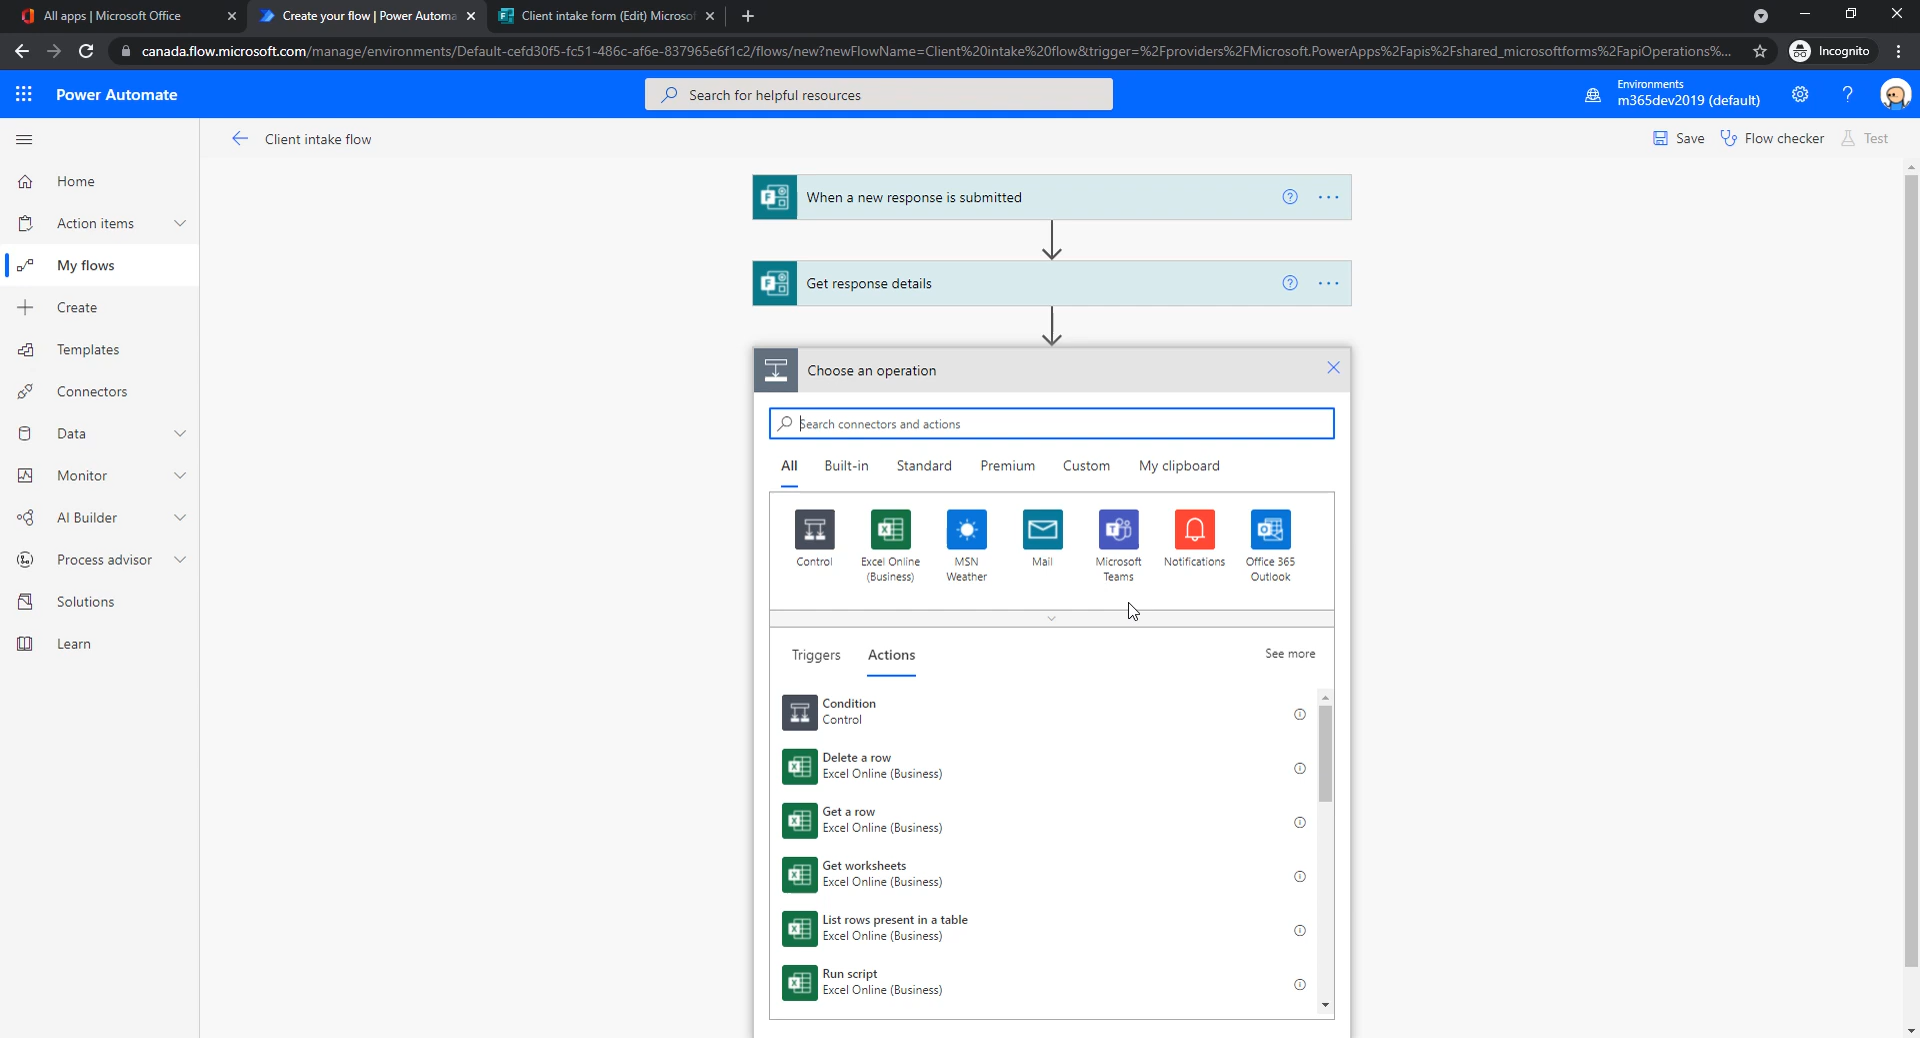 All apps | Microsoft Office
Create your flow | Power Automa
Client intake form (Edit) Microsof
canada.flow.microsoft.com/manage/environments/Default-cefd30f5-fc51-486c-af6e-837965e6f1c2/flows/new?newFlowName=Client%20intake%20flow&trigger=%2Fproviders%2FMicrosoft.PowerApps%2Fapis%2Fshared_microsoftforms%2FapiOperations%...
Incognito
Power Automate
Search for helpful resources
Environments
m365dev2019 (default)
?
Client intake flow
Save
Flow checker
Test
Home
Action items
My flows
Create
Templates
Connectors
Data
Monitor
AI Builder
Process advisor
Solutions
Learn
When a new response is submitted
Get response details
Choose an operation
Search connectors and actions
All
Built-in
Standard
Premium
Custom
My clipboard
Control
Excel Online
(Business)
MSN
Weather
Mail
Microsoft
Teams
Notifications
Office 365
Outlook
Triggers
Actions
See more
Condition
Control
Delete a row
Excel Online (Business)
Get a row
Excel Online (Business)
Get worksheets
Excel Online (Business)
List rows present in a table
Excel Online (Business)
Run script
Excel Online (Business)